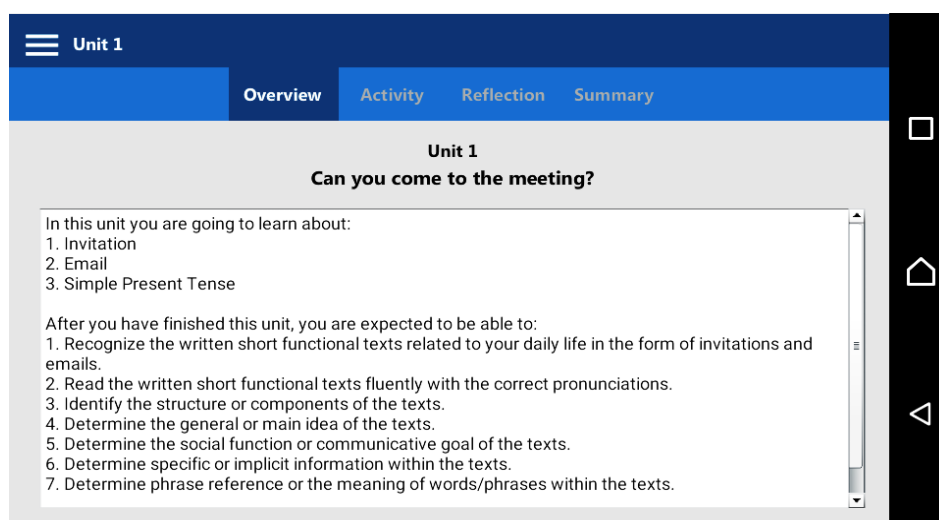 Unit 1
Overview
Activity
Reflection
Summary
Unit 1
Can you come to the meeting?
In this unit you are going to learn about:
1. Invitation
2. Email
3. Simple Present Tense
After you have finished this unit, you are expected to be able to:
1. Recognize the written short functional texts related to your daily life in the form of invitations and
emails.
2. Read the written short functional texts fluently with the correct pronunciations.
3. Identify the structure or components of the texts.
4. Determine the general or main idea of the texts.
5. Determine the social function or communicative goal of the texts.
6. Determine specific or implicit information within the texts.
7. Determine phrase reference or the meaning of words/phrases within the texts.